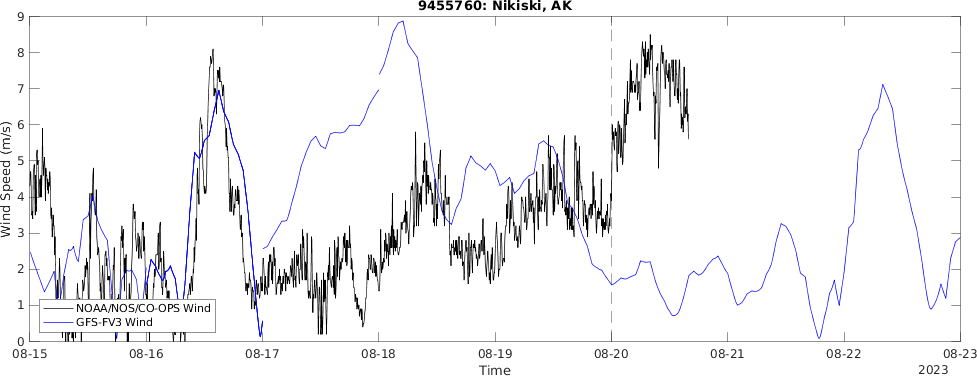 9455760: Nikiski, AK
9
8
7
6
5
4
3
2
1
0
Wind Speed (m/s)
NOAA/NOS/CO-OPS Wind
GFS-FV3 Wind
08-15 08-16 08-17 08-18 08-19 08-20 08-21 08-22 08-23
Time
2023